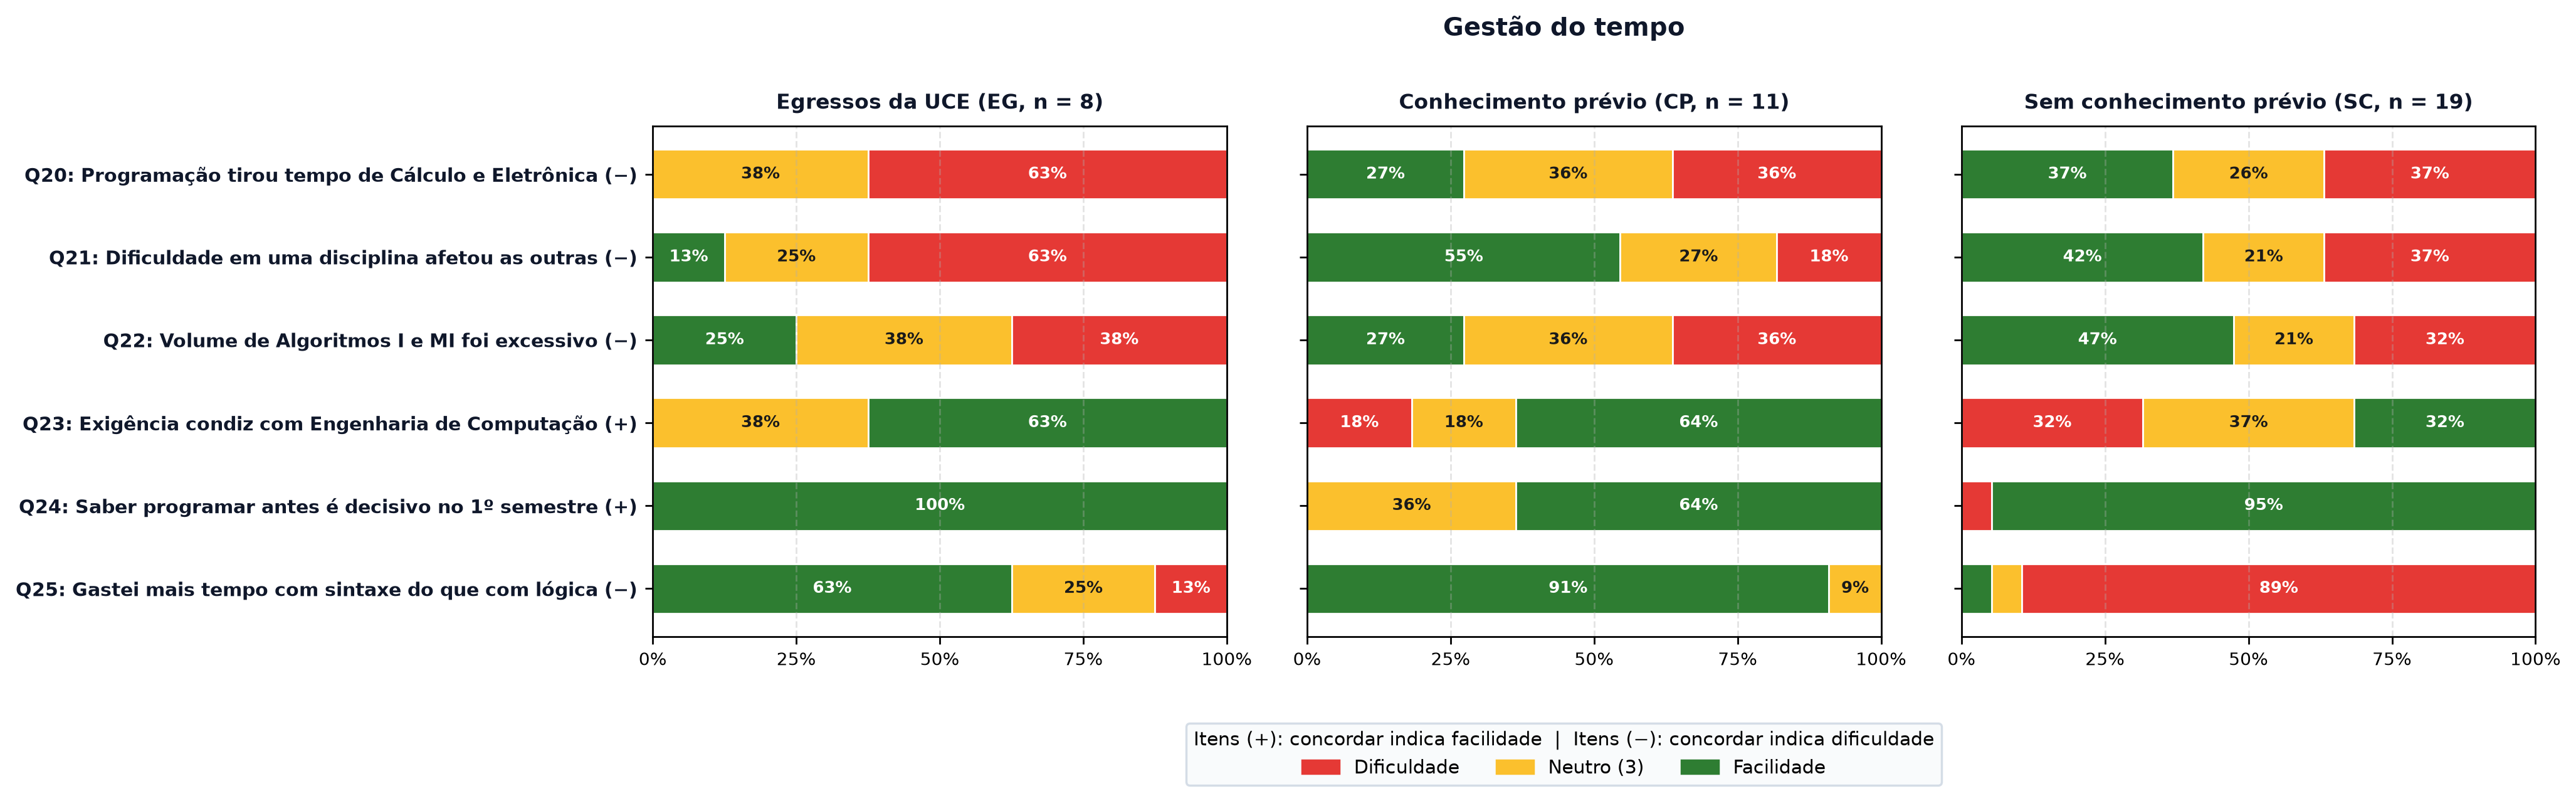 Gestão do tempo
Egressos da UCE (EG, n = 8)
Conhecimento prévio (CP, n = 11)
Sem conhecimento prévio (SC, n = 19)
Q20: Programação tirou tempo de Cálculo e Eletrônica (−)
38%
63%
27%
36%
36%
37%
26%
37%
Q21: Dificuldade em uma disciplina afetou as outras (−)
13%
25%
63%
55%
27%
18%
42%
21%
37%
Q22: Volume de Algoritmos I e MI foi excessivo (−)
25%
38%
38%
27%
36%
36%
47%
21%
32%
Q23: Exigência condiz com Engenharia de Computação (+)
38%
63%
18%
18%
64%
32%
37%
32%
Q24: Saber programar antes é decisivo no 1º semestre (+)
100%
36%
64%
95%
Q25: Gastei mais tempo com sintaxe do que com lógica (−)
63%
25%
13%
91%
9%
89%
0% 25% 50% 75% 100%
0% 25% 50% 75% 100%
0% 25% 50% 75% 100%
Itens (+): concordar indica facilidade | Itens (−): concordar indica dificuldade
Dificuldade Neutro (3) Facilidade